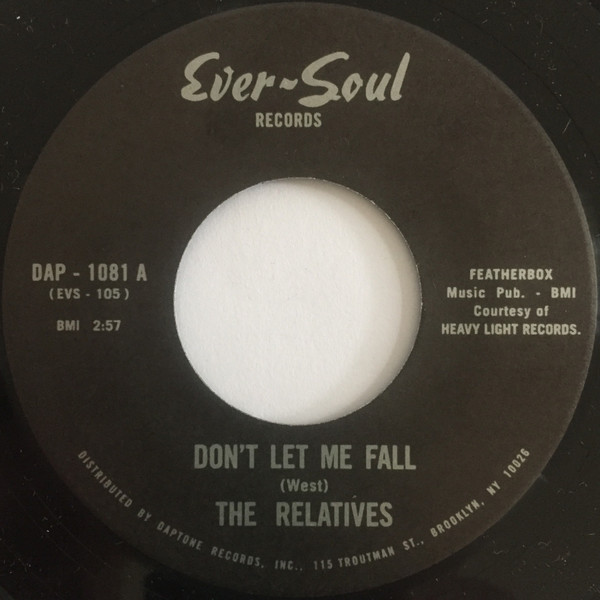 Ever~Soul
RECORDS
DAP - 1081 A
(EVS - 105)
BMI 2:57
FEATHERBOX
Music Pub. - BMI
Courtesy of
HEAVY LIGHT RECORDS.
DON'T LET ME FALL
(West)
THE RELATIVES
DISTRIBUTED BY DAPTONE RECORDS, INC., 115 TROUTMAN ST., BROOKLYN, NY 10026